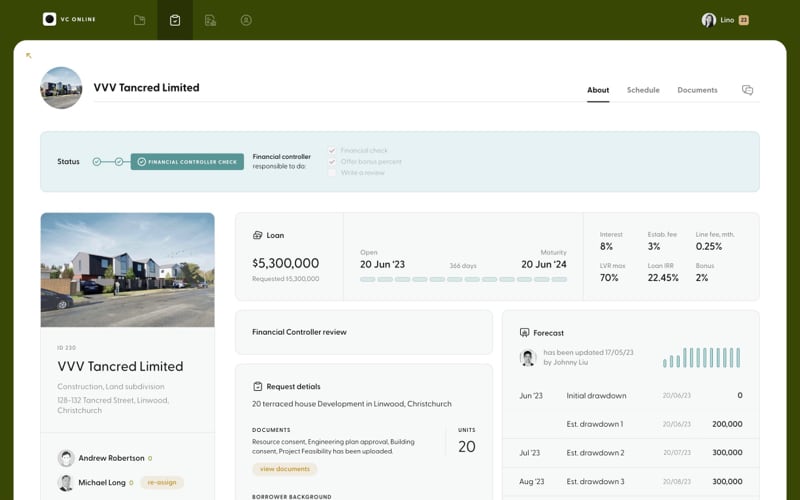 VC ONLINE
Lino 23
VVV Tancred Limited
About Schedule Documents
Status
FINANCIAL CONTROLLER CHECK
Financial controller
responsible to do:
Financial check
Offer bonus percent
Write a review
ID 230
VVV Tancred Limited
Construction, Land subdivision
128-132 Tancred Street, Linwood,
Christchurch
Andrew Robertson 0
Michael Long 0 re-assign
Loan
$5,300,000
Requested $5,300,000
Open Maturity
20 Jun ‘23 366 days 20 Jun ‘24
Interest Estab. fee Line fee, mth.
8% 3% 0.25%
LVR max Loan IRR Bonus
70% 22.45% 2%
Financial Controller review
Request details
20 terraced house Development in Linwood, Christchurch
DOCUMENTS
Resource consent, Engineering plan approval, Building
consent, Project Feasibility has been uploaded.
view documents
UNITS
20
BORROWER BACKGROUND
Forecast
has been updated 17/05/23
by Johnny Liu
Jun ‘23 Initial drawdown 20/06/23 0
Est. drawdown 1 20/06/23 200,000
Jul ‘23 Est. drawdown 2 20/07/23 300,000
Aug ‘23 Est. drawdown 3 20/08/23 300,000